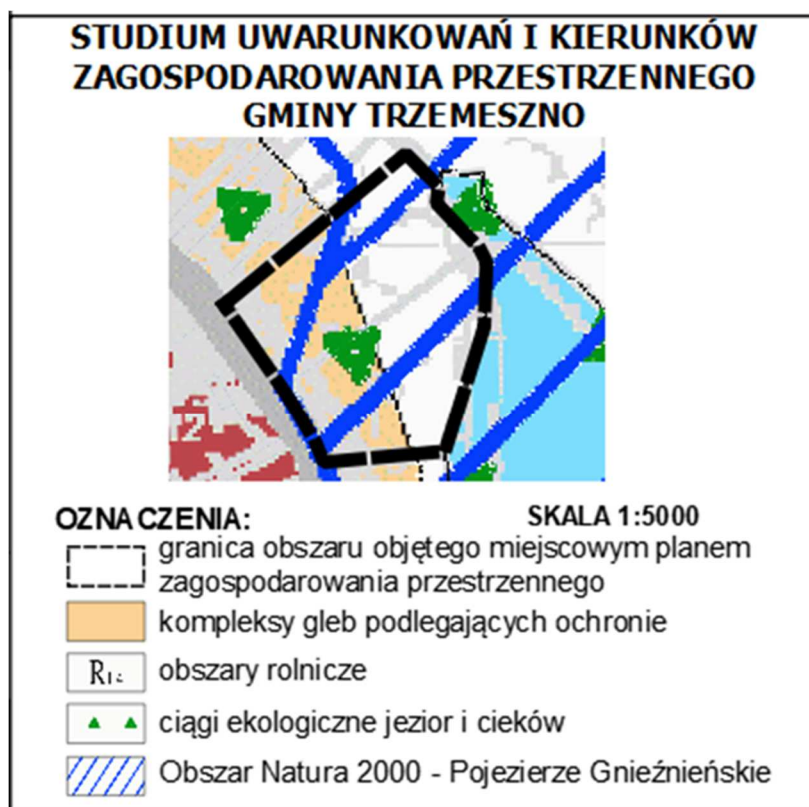 STUDIUM UWARUNKOWAŃ I KIERUNKÓW
ZAGOSPODAROWANIA PRZESTRZENNEGO
GMINY TRZEMESZNO
OZNACZENIA:
SKALA 1:5000
granica obszaru objętego miejscowym planem
zagospodarowania przestrzennego
kompleksy gleb podlegających ochronie
obszary rolnicze
ciągi ekologiczne jezior i cieków
Obszar Natura 2000 - Pojezierze Gnieźnieńskie